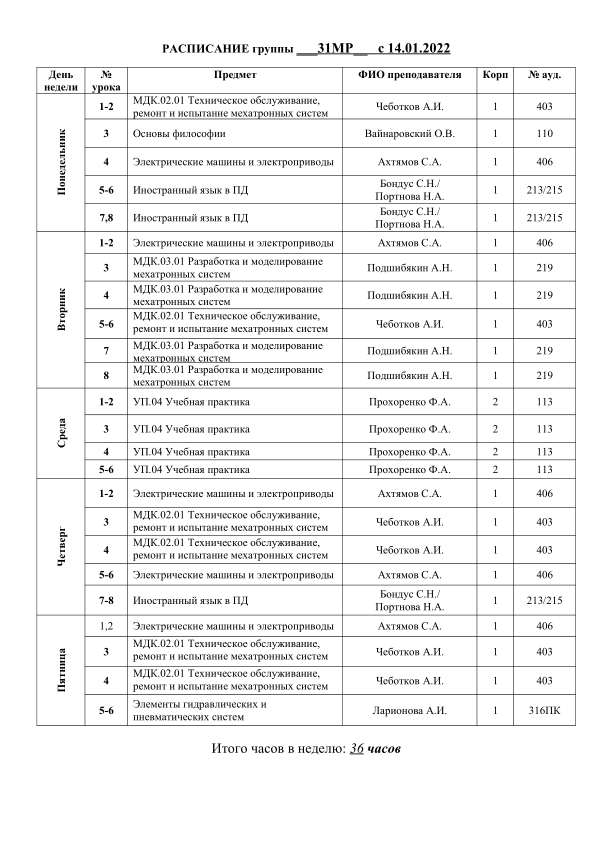 РАСПИСАНИЕ группы ___31МР__ с 14.01.2022
День недели № урока Предмет ФИО преподавателя Корп № ауд.
Понедельник
1-2 МДК.02.01 Техническое обслуживание, ремонт и испытание мехатронных систем Чеботков А.И. 1 403
3 Основы философии Вайнаровский О.В. 1 110
4 Электрические машины и электроприводы Ахтямов С.А. 1 406
5-6 Иностранный язык в ПД Бондус С.Н./ Портнова Н.А. 1 213/215
7,8 Иностранный язык в ПД Бондус С.Н./ Портнова Н.А. 1 213/215
Вторник
1-2 Электрические машины и электроприводы Ахтямов С.А. 1 406
3 МДК.03.01 Разработка и моделирование мехатронных систем Подшибякин А.Н. 1 219
4 МДК.03.01 Разработка и моделирование мехатронных систем Подшибякин А.Н. 1 219
5-6 МДК.02.01 Техническое обслуживание, ремонт и испытание мехатронных систем Чеботков А.И. 1 403
7 МДК.03.01 Разработка и моделирование мехатронных систем Подшибякин А.Н. 1 219
8 МДК.03.01 Разработка и моделирование мехатронных систем Подшибякин А.Н. 1 219
Среда
1-2 УП.04 Учебная практика Прохоренко Ф.А. 2 113
3 УП.04 Учебная практика Прохоренко Ф.А. 2 113
4 УП.04 Учебная практика Прохоренко Ф.А. 2 113
5-6 УП.04 Учебная практика Прохоренко Ф.А. 2 113
Четверг
1-2 Электрические машины и электроприводы Ахтямов С.А. 1 406
3 МДК.02.01 Техническое обслуживание, ремонт и испытание мехатронных систем Чеботков А.И. 1 403
4 МДК.02.01 Техническое обслуживание, ремонт и испытание мехатронных систем Чеботков А.И. 1 403
5-6 Электрические машины и электроприводы Ахтямов С.А. 1 406
7-8 Иностранный язык в ПД Бондус С.Н./ Портнова Н.А. 1 213/215
Пятница
1,2 Электрические машины и электроприводы Ахтямов С.А. 1 406
3 МДК.02.01 Техническое обслуживание, ремонт и испытание мехатронных систем Чеботков А.И. 1 403
4 МДК.02.01 Техническое обслуживание, ремонт и испытание мехатронных систем Чеботков А.И. 1 403
5-6 Элементы гидравлических и пневматических систем Ларионова А.И. 1 316ПК
Итого часов в неделю: 36 часов